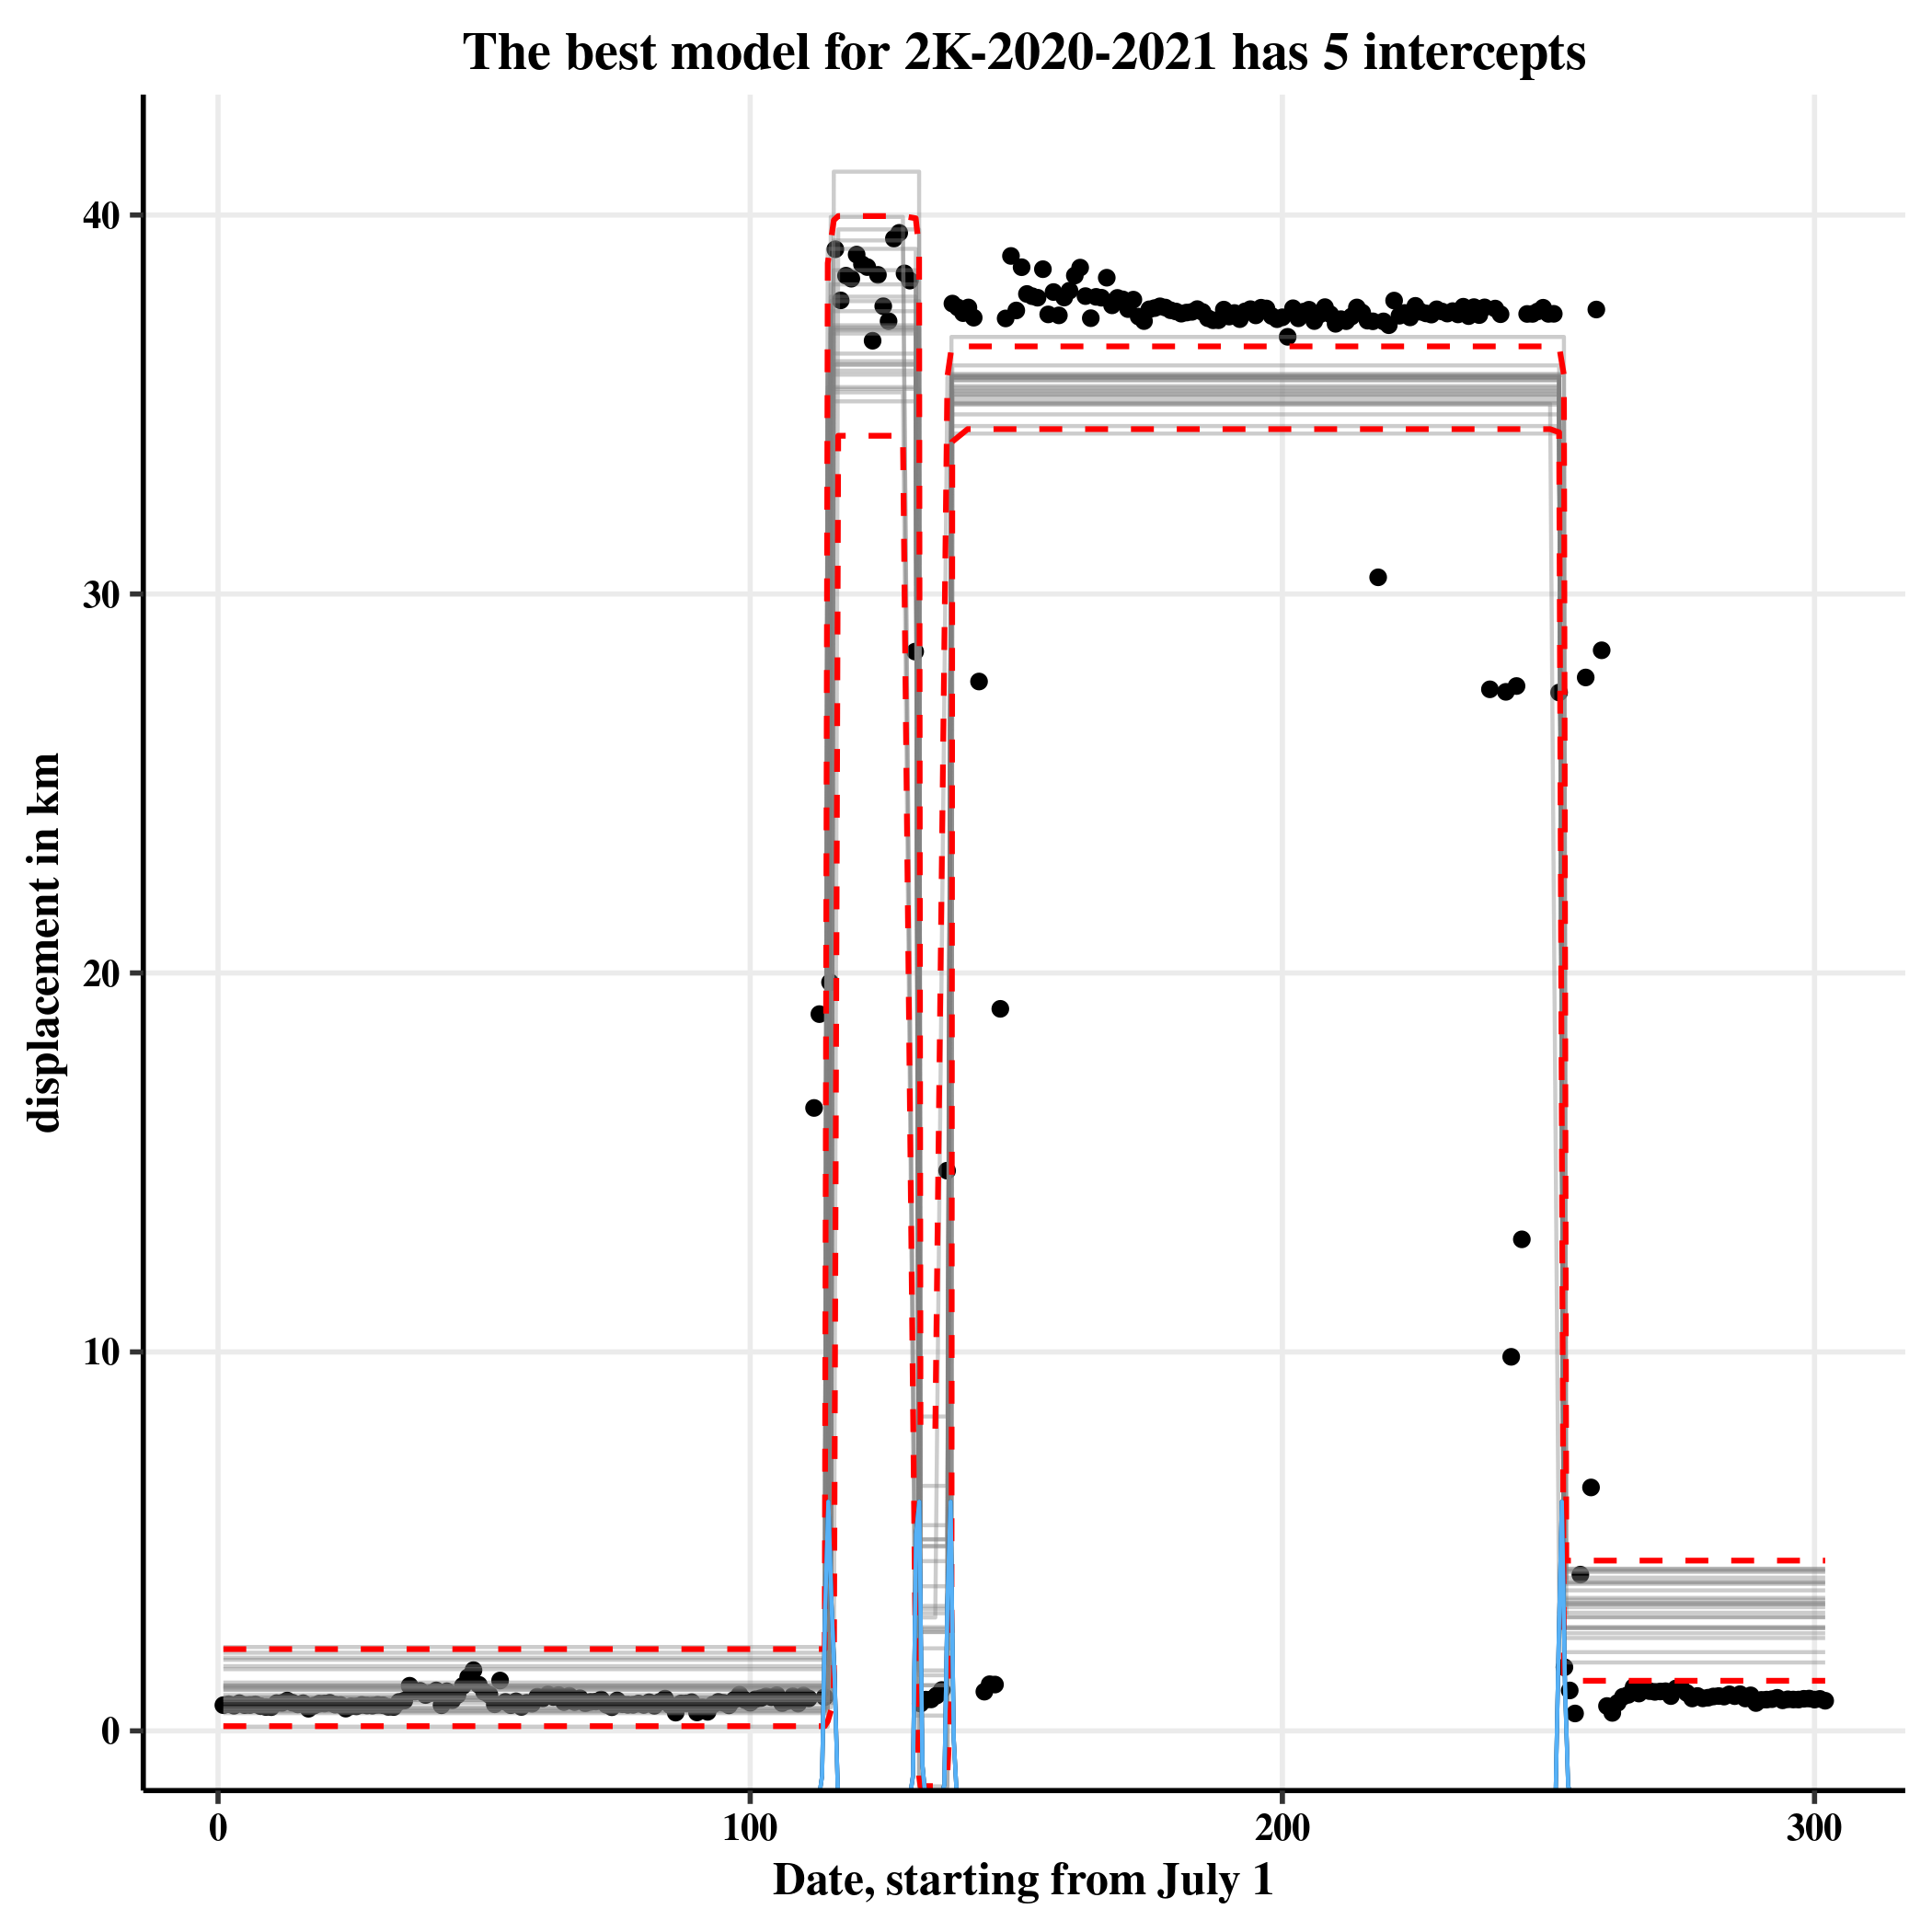 The best model for 2K-2020-2021 has 5 intercepts
40
30
20
10
0
displacement in km
0 100 200 300
Date, starting from July 1